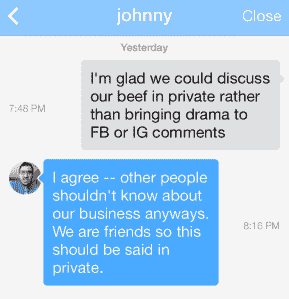 johnny
Close
Yesterday
I'm glad we could discuss
our beef in private rather
than bringing drama to
FB or IG comments
7:48 PM
I agree -- other people
shouldn't know about
our business anyways.
We are friends so this
should be said in
private.
8:16 PM